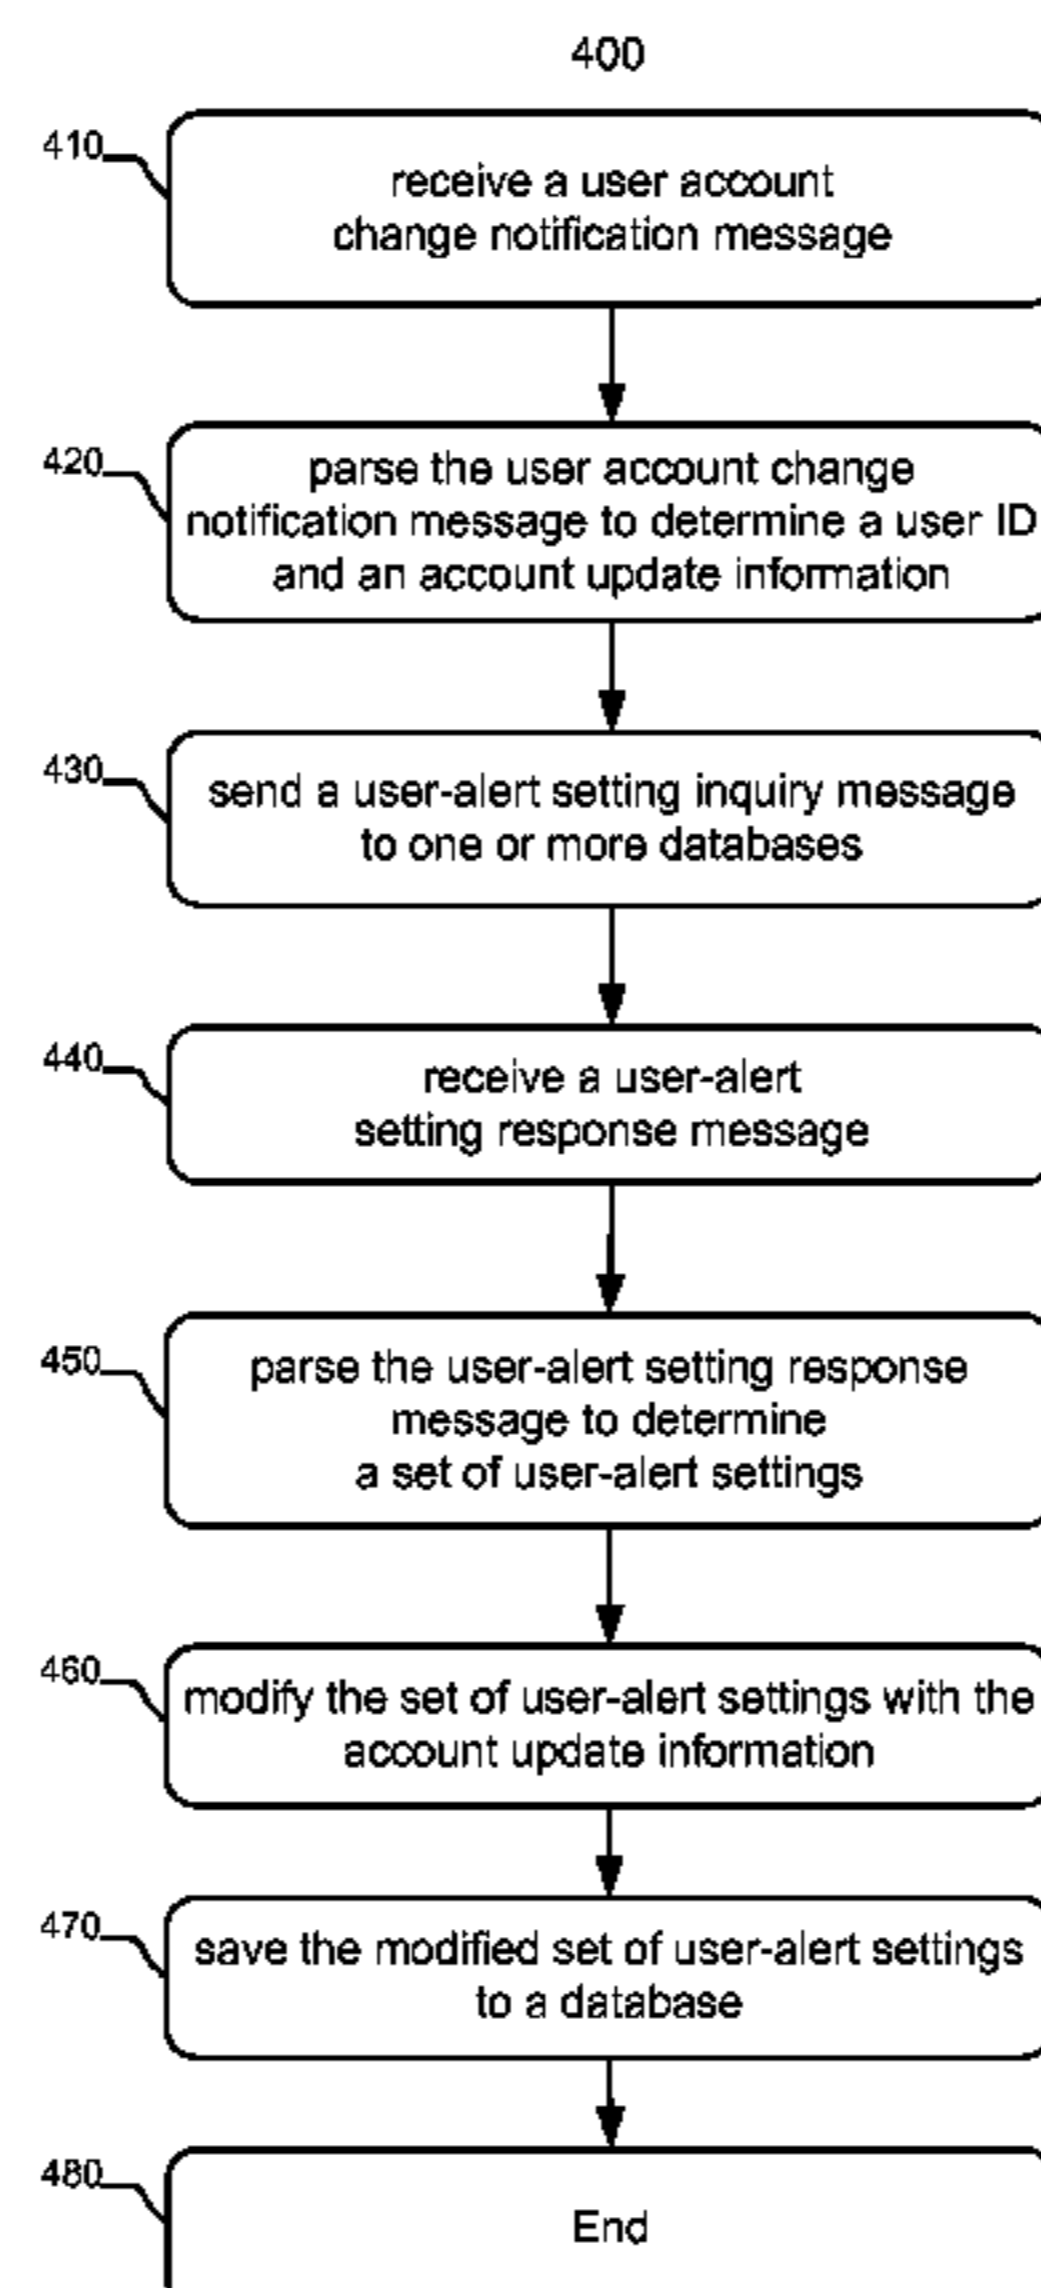 400
410
receive a user account
change notification message
420
parse the user account change
notification message to determine a user ID
and an account update information
430
send a user-alert setting inquiry message
to one or more databases
440
receive a user-alert
setting response message
450
parse the user-alert setting response
message to determine
a set of user-alert settings
460
modify the set of user-alert settings with the
account update information
470
save the modified set of user-alert settings
to a database
480
End